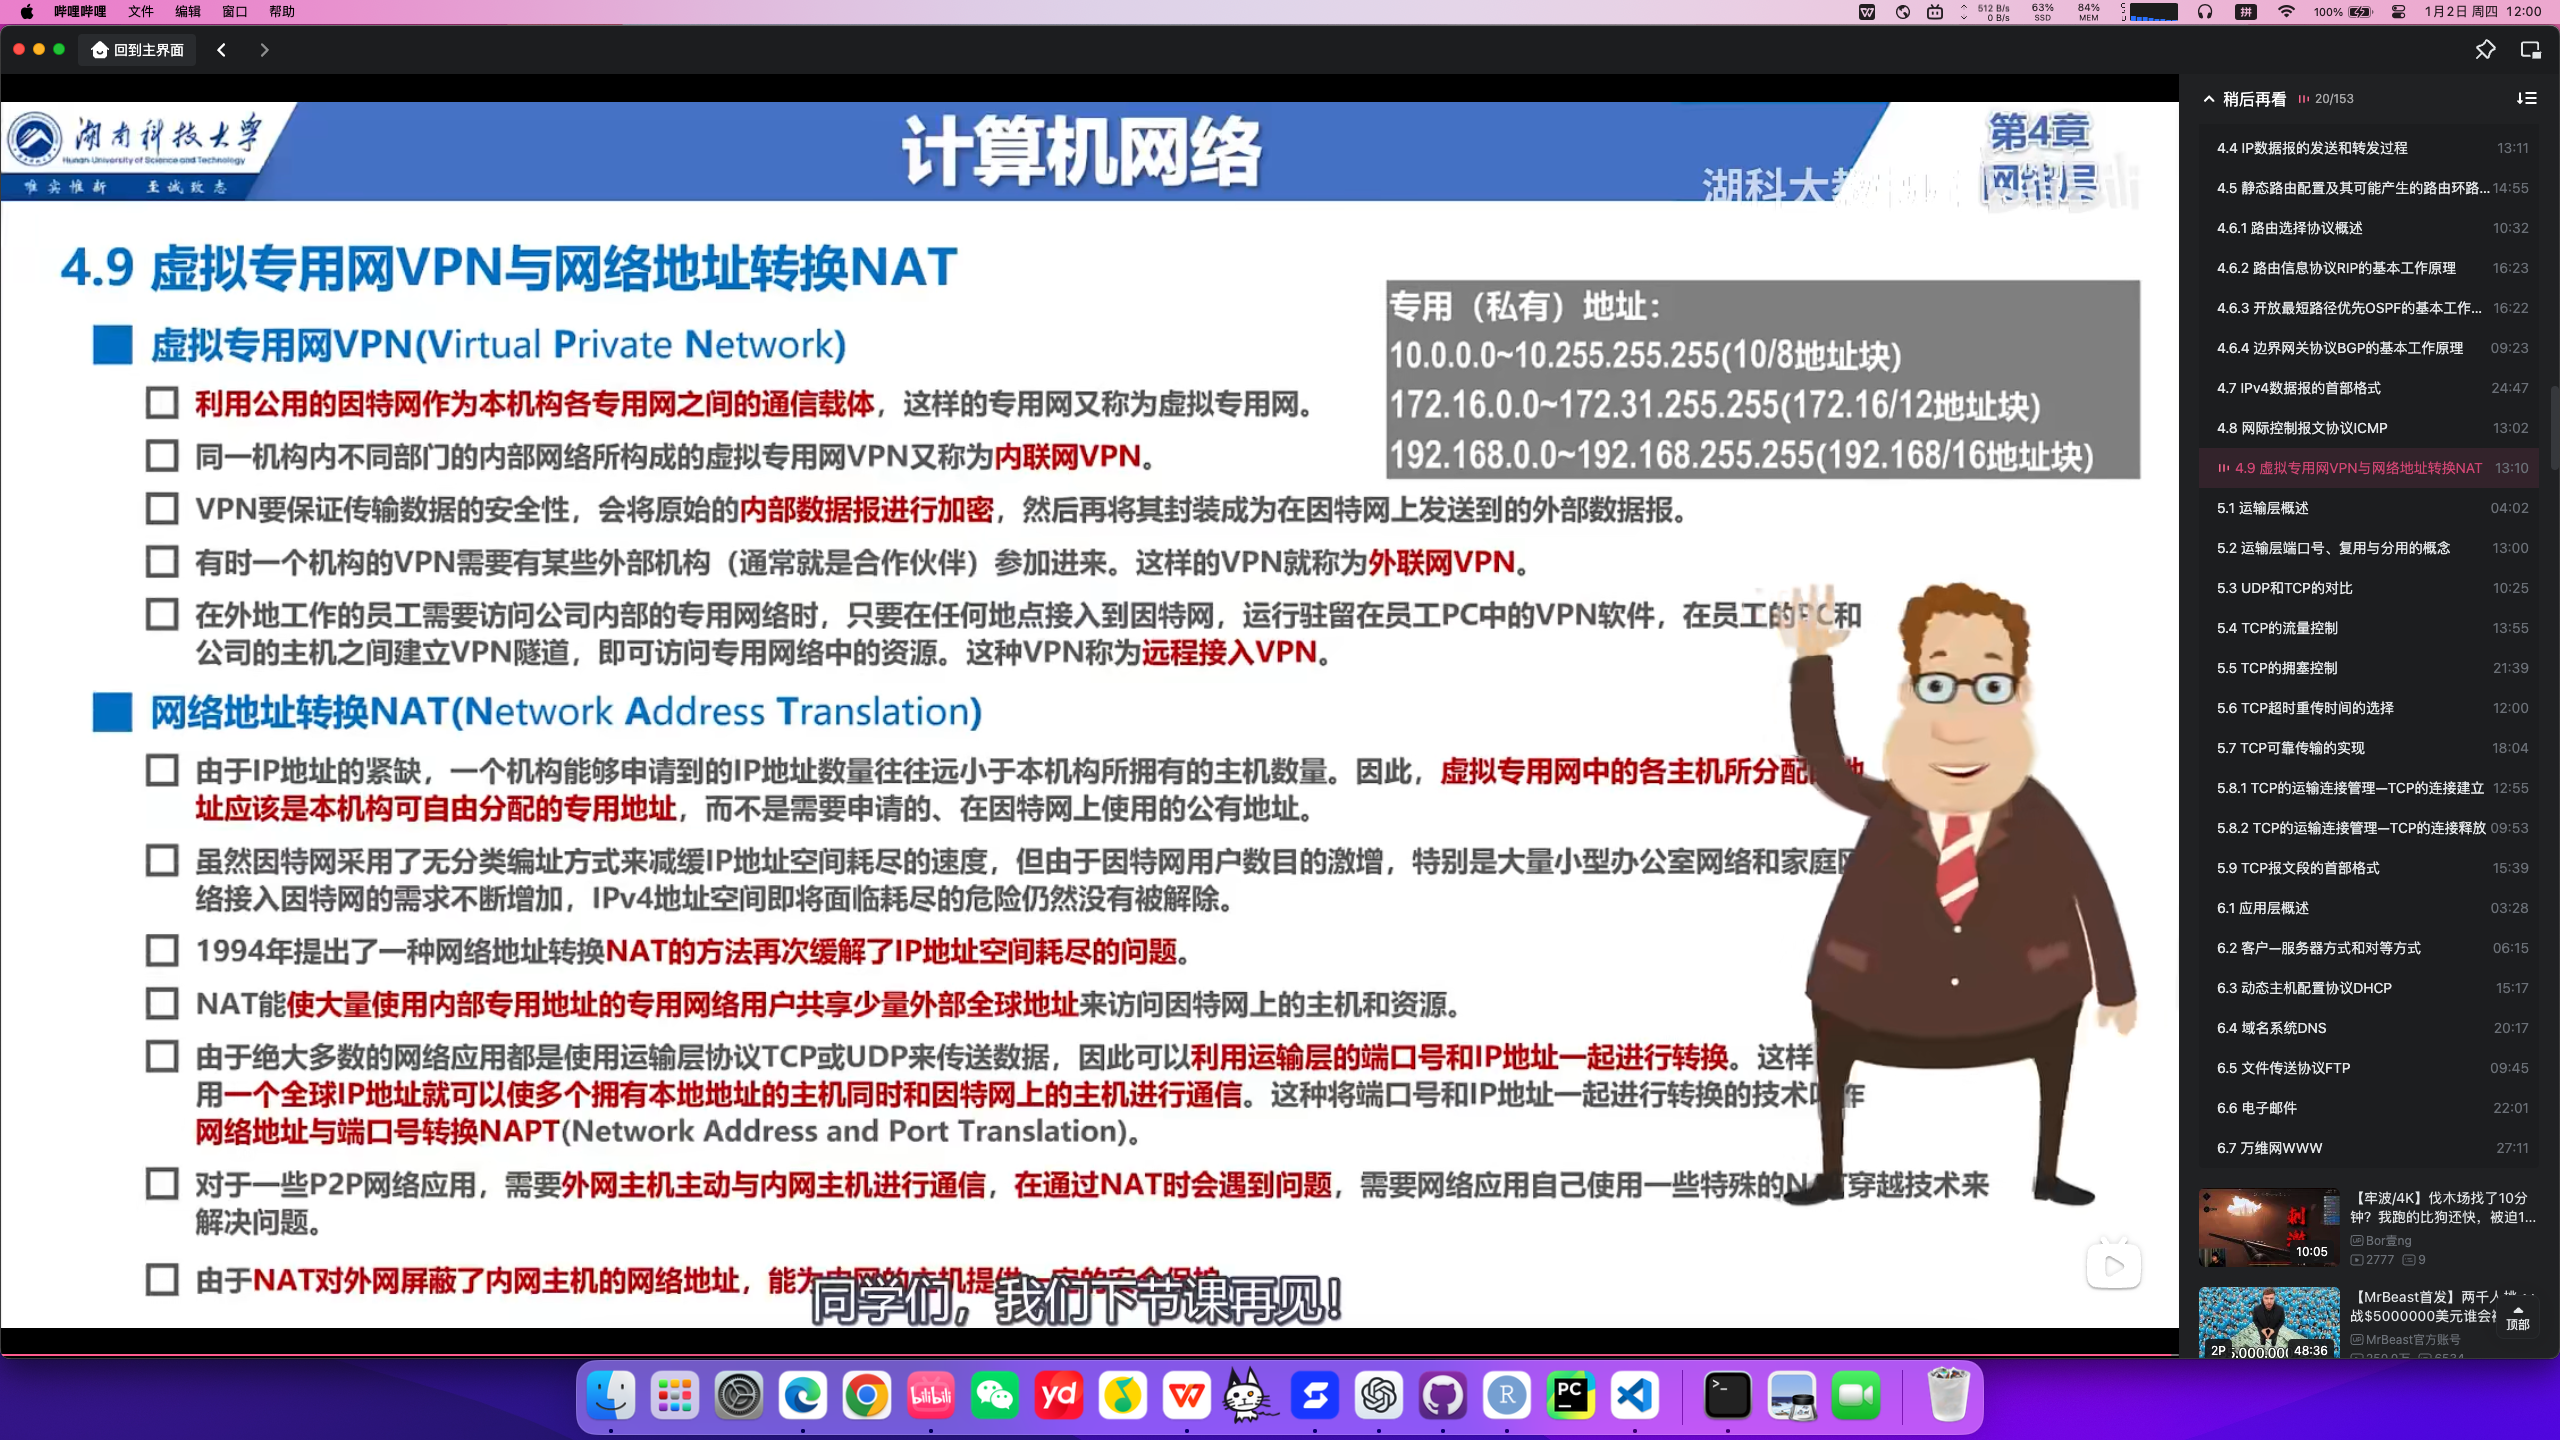 哔哩哔哩 文件 编辑 窗口 帮助
512 B/s
0 B/s
63%
SSD
84%
MEM
拼
100%
1月2日 周四 12:00
回到主界面
湖南科技大学
Hunan University of Science and Technology
唯实惟新 至诚致志
计算机网络
第4章
网络层
湖科大教
4.9 虚拟专用网VPN与网络地址转换NAT
专用（私有）地址：
10.0.0.0~10.255.255.255(10/8地址块)
172.16.0.0~172.31.255.255(172.16/12地址块)
192.168.0.0~192.168.255.255(192.168/16地址块)
虚拟专用网VPN(Virtual Private Network)
利用公用的因特网作为本机构各专用网之间的通信载体，这样的专用网又称为虚拟专用网。
同一机构内不同部门的内部网络所构成的虚拟专用网VPN又称为内联网VPN。
VPN要保证传输数据的安全性，会将原始的内部数据报进行加密，然后再将其封装成为在因特网上发送到的外部数据报。
有时一个机构的VPN需要有某些外部机构（通常就是合作伙伴）参加进来。这样的VPN就称为外联网VPN。
在外地工作的员工需要访问公司内部的专用网络时，只要在任何地点接入到因特网，运行驻留在员工PC中的VPN软件，在员工的PC和
公司的主机之间建立VPN隧道，即可访问专用网络中的资源。这种VPN称为远程接入VPN。
网络地址转换NAT(Network Address Translation)
由于IP地址的紧缺，一个机构能够申请到的IP地址数量往往远小于本机构所拥有的主机数量。因此，虚拟专用网中的各主机所分配的地
址应该是本机构可自由分配的专用地址，而不是需要申请的、在因特网上使用的公有地址。
虽然因特网采用了无分类编址方式来减缓IP地址空间耗尽的速度，但由于因特网用户数目的激增，特别是大量小型办公室网络和家庭网
络接入因特网的需求不断增加，IPv4地址空间即将面临耗尽的危险仍然没有被解除。
1994年提出了一种网络地址转换NAT的方法再次缓解了IP地址空间耗尽的问题。
NAT能使大量使用内部专用地址的专用网络用户共享少量外部全球地址来访问因特网上的主机和资源。
由于绝大多数的网络应用都是使用运输层协议TCP或UDP来传送数据，因此可以利用运输层的端口号和IP地址一起进行转换。这样
用一个全球IP地址就可以使多个拥有本地地址的主机同时和因特网上的主机进行通信。这种将端口号和IP地址一起进行转换的技术叫作
网络地址与端口号转换NAPT(Network Address and Port Translation)。
对于一些P2P网络应用，需要外网主机主动与内网主机进行通信，在通过NAT时会遇到问题，需要网络应用自己使用一些特殊的NAT穿越技术来
解决问题。
由于NAT对外网屏蔽了内网主机的网络地址，能为内网的主机提供一定的安全保护
同学们，我们下节课再见！
稍后再看 20/153
4.4 IP数据报的发送和转发过程 13:11
4.5 静态路由配置及其可能产生的路由环路... 14:55
4.6.1 路由选择协议概述 10:32
4.6.2 路由信息协议RIP的基本工作原理 16:23
4.6.3 开放最短路径优先OSPF的基本工作... 16:22
4.6.4 边界网关协议BGP的基本工作原理 09:23
4.7 IPv4数据报的首部格式 24:47
4.8 网际控制报文协议ICMP 13:02
4.9 虚拟专用网VPN与网络地址转换NAT 13:10
5.1 运输层概述 04:02
5.2 运输层端口号、复用与分用的概念 13:00
5.3 UDP和TCP的对比 10:25
5.4 TCP的流量控制 13:55
5.5 TCP的拥塞控制 21:39
5.6 TCP超时重传时间的选择 12:00
5.7 TCP可靠传输的实现 18:04
5.8.1 TCP的运输连接管理—TCP的连接建立 12:55
5.8.2 TCP的运输连接管理—TCP的连接释放 09:53
5.9 TCP报文段的首部格式 15:39
6.1 应用层概述 03:28
6.2 客户—服务器方式和对等方式 06:15
6.3 动态主机配置协议DHCP 15:17
6.4 域名系统DNS 20:17
6.5 文件传送协议FTP 09:45
6.6 电子邮件 22:01
6.7 万维网WWW 27:11
10:05
【牢波/4K】伐木场找了10分
钟？我跑的比狗还快，被迫1...
Bor壹ng
2777 9
2P
48:36
【MrBeast首发】两千人挑
战$5000000美元谁会
MrBeast官方账号
顶部
bilibili
yd
R
PC